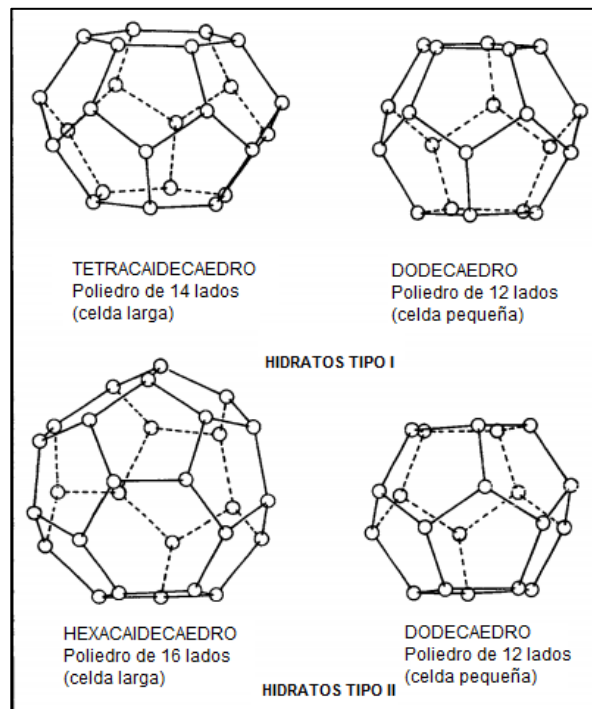 TETRACAIDECAEDRO
Poliedro de 14 lados
(celda larga)
DODECAEDRO
Poliedro de 12 lados
(celda pequeña)
HIDRATOS TIPO I
HEXACAIDECAEDRO
Poliedro de 16 lados
(celda larga)
DODECAEDRO
Poliedro de 12 lados
(celda pequeña)
HIDRATOS TIPO II